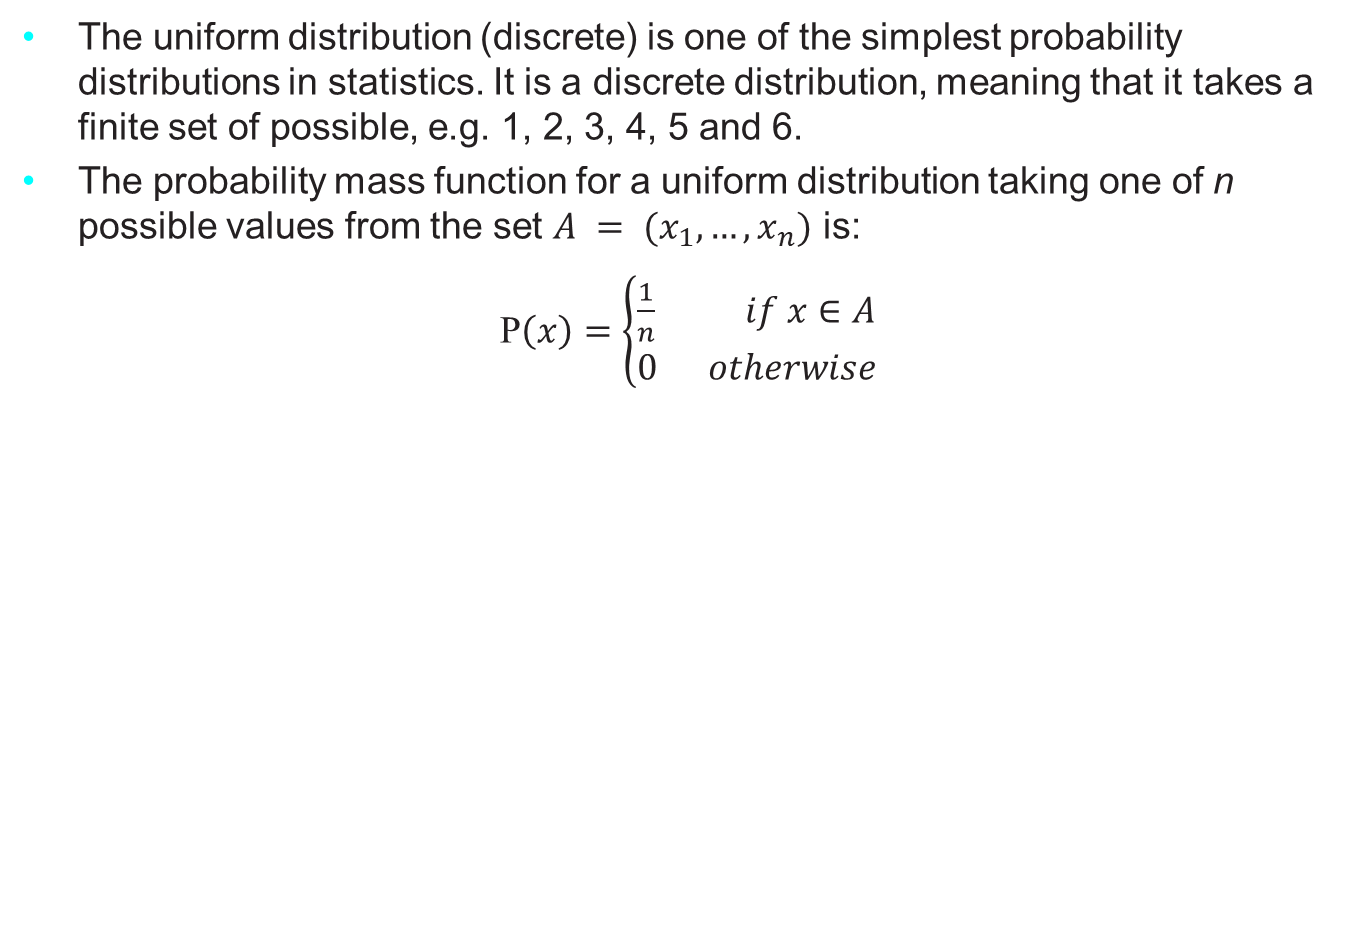 • The uniform distribution (discrete) is one of the simplest probability
distributions in statistics. It is a discrete distribution, meaning that it takes a
finite set of possible, e.g. 1, 2, 3, 4, 5 and 6.
• The probability mass function for a uniform distribution taking one of n
possible values from the set A = (x₁, … , xₙ) is:
P(x) = { 1/n if x ∈ A
0 otherwise